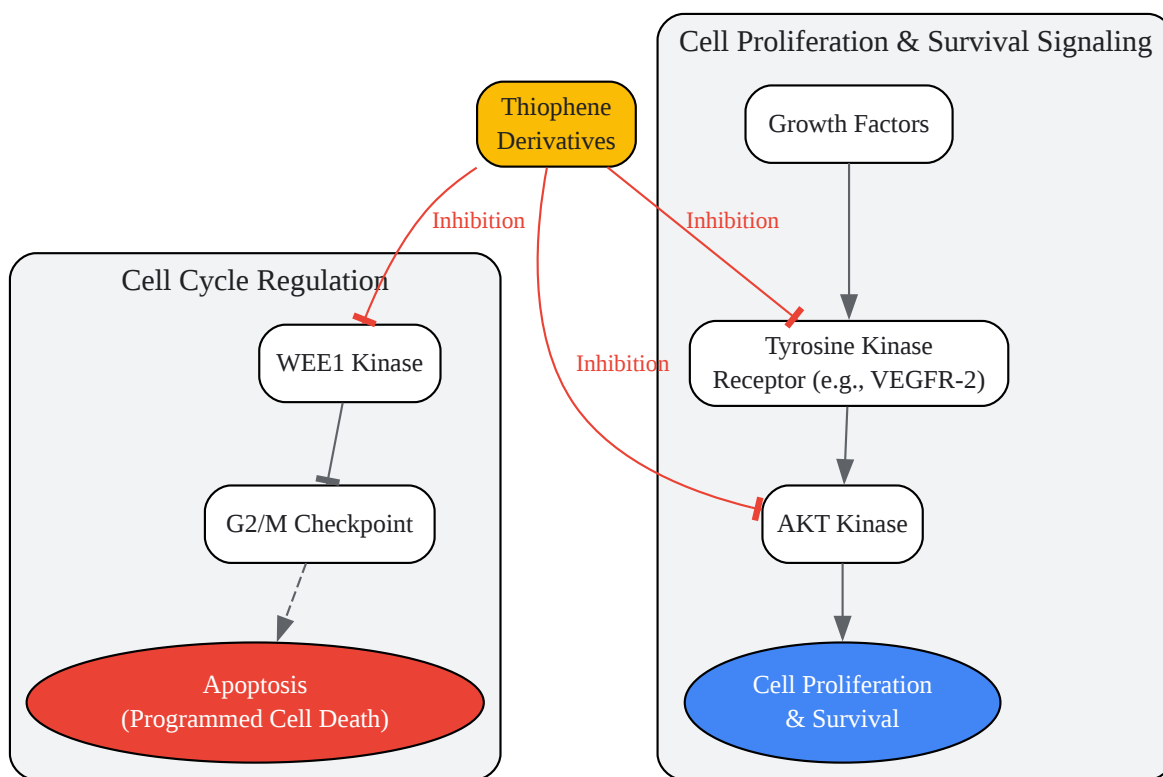 Cell Proliferation & Survival Signaling
Thiophene
Derivatives
Growth Factors
Inhibition
Inhibition
Cell Cycle Regulation
WEE1 Kinase
Tyrosine Kinase
Receptor (e.g., VEGFR-2)
Inhibition
G2/M Checkpoint
AKT Kinase
Apoptosis
(Programmed Cell Death)
Cell Proliferation
& Survival